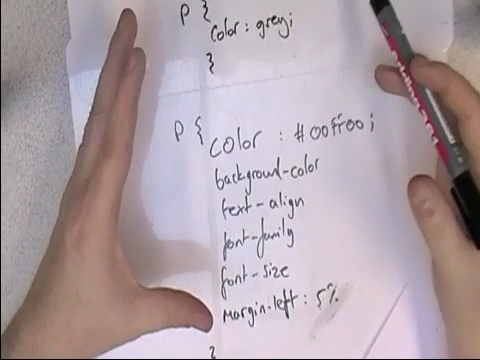 P {
color : grey;
}
P { color : #00ff00;
background-color
text-align
font-family
font-size
margin-left : 5%
}